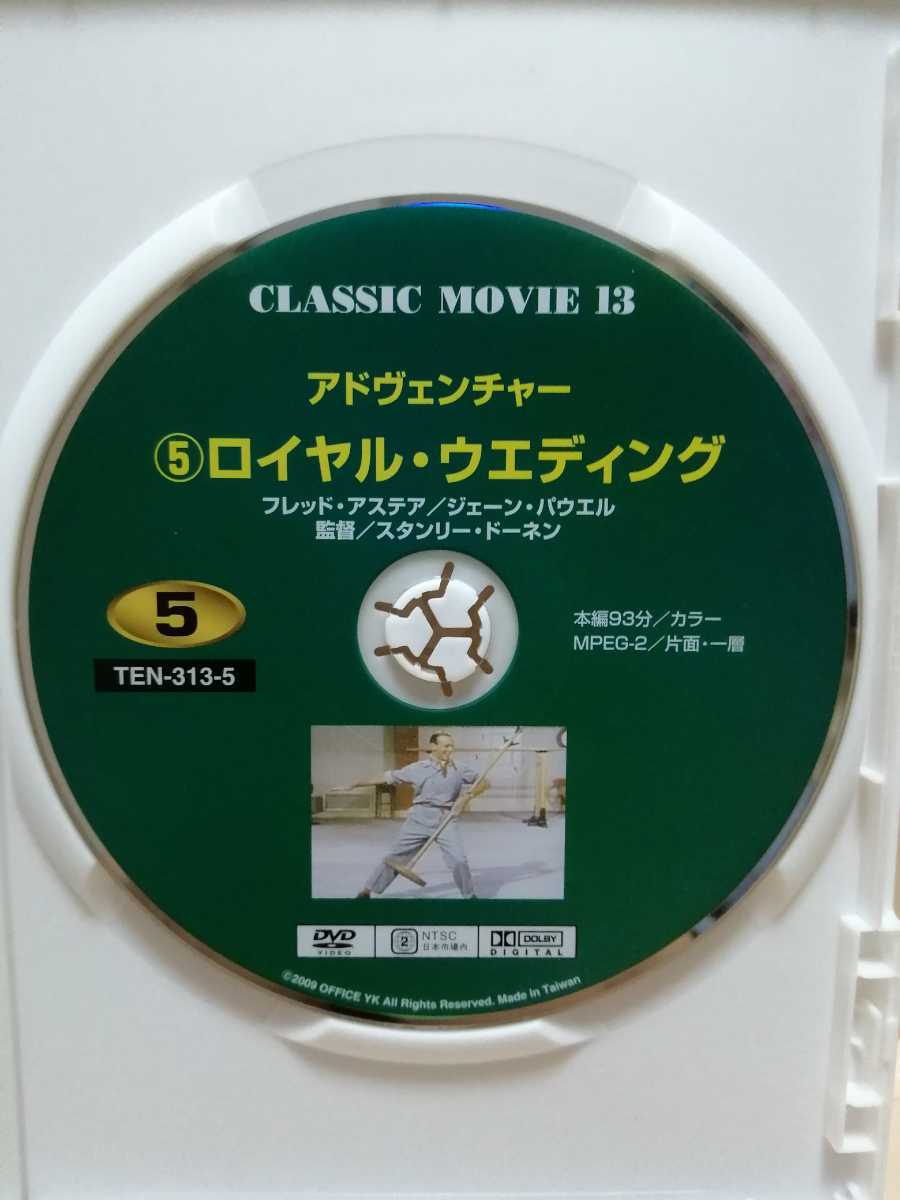 CLASSIC MOVIE 13
アドヴェンチャー
⑤ロイヤル・ウエディング
フレッド・アステア／ジェーン・パウエル
監督／スタンリー・ドーネン
5
TEN-313-5
本編93分／カラー
MPEG-2／片面・一層
DVD
VIDEO
2
NTSC
日本市場内
DOLBY
DIGITAL
©2009 OFFICE YK All Rights Reserved. Made in Taiwan